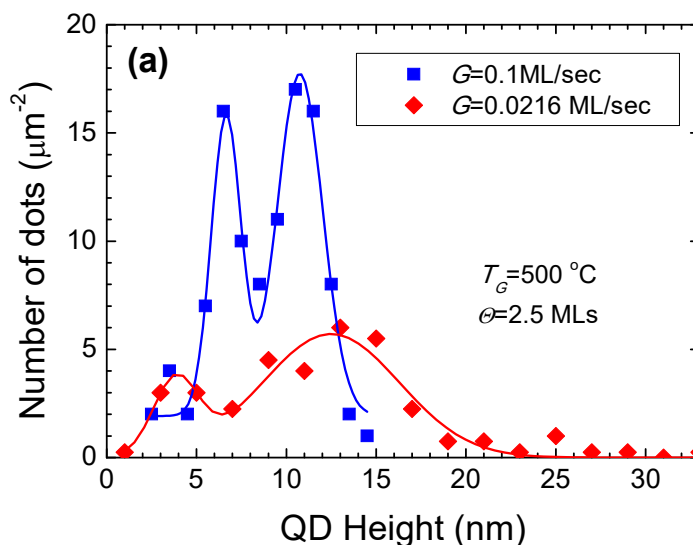 (a)
G=0.1ML/sec
G=0.0216 ML/sec
T_G=500 °C
Θ=2.5 MLs
Number of dots (μm⁻²)
20
15
10
5
0
0 5 10 15 20 25 30
QD Height (nm)